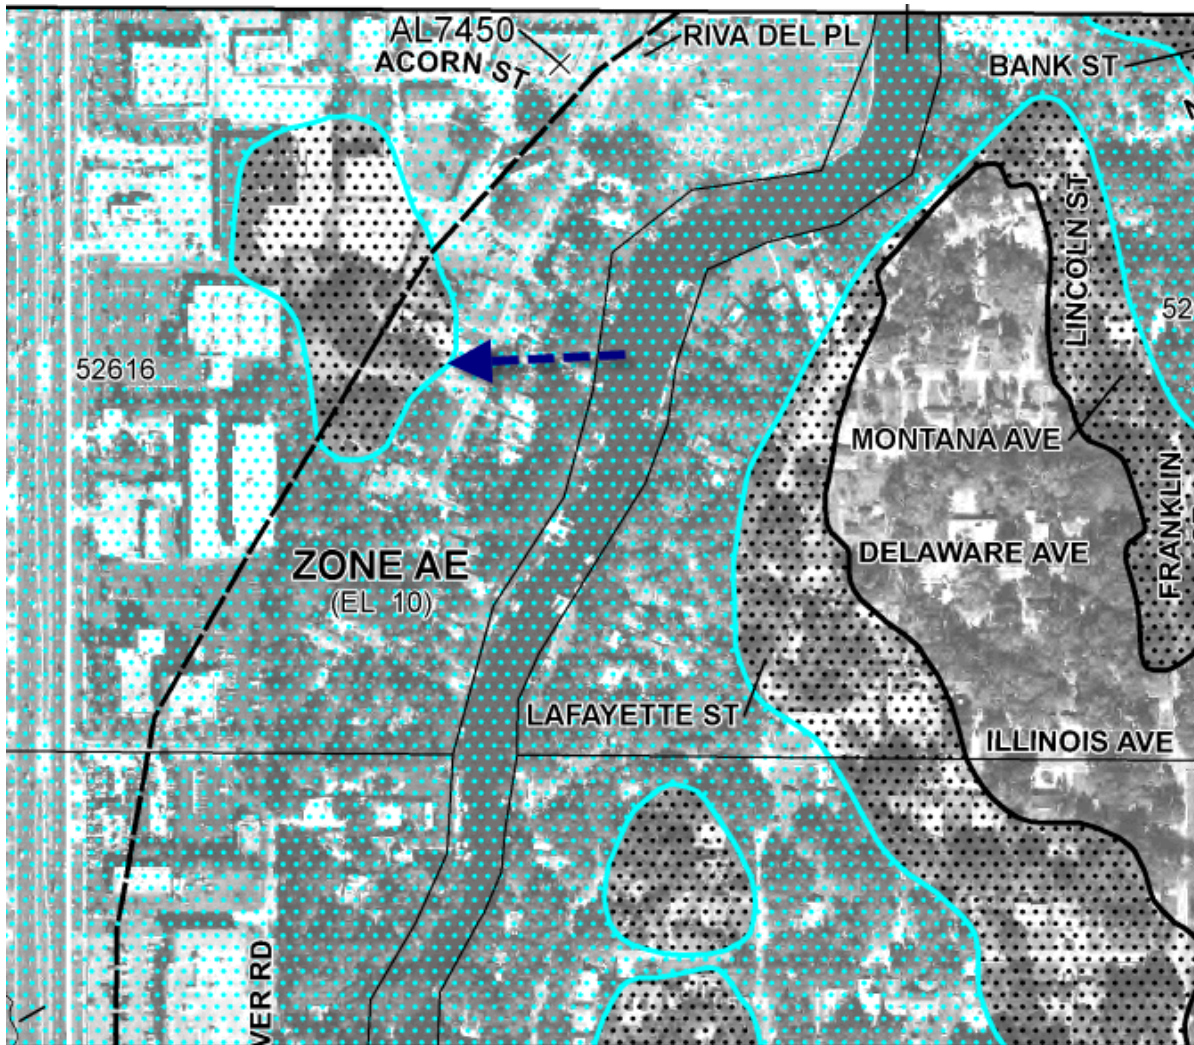 AL7450
RIVA DEL PL
ACORN ST
BANK ST
LINCOLN ST
52616
MONTANA AVE
FRANKLIN
ZONE AE
(EL 10)
DELAWARE AVE
LAFAYETTE ST
ILLINOIS AVE
VER RD